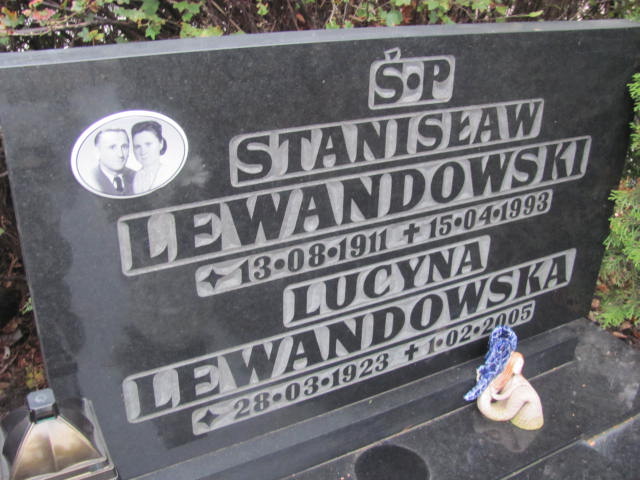 Ś•P
STANISŁAW
LEWANDOWSKI
✦13•08•1911 ✝15•04•1993
LUCYNA
LEWANDOWSKA
✦28•03•1923 ✝1•02•2005